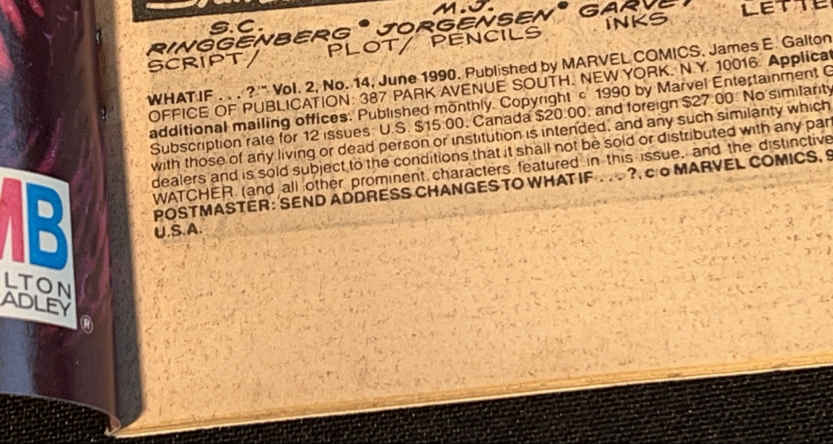 S.C. M.J. GARVEY
RINGGENBERG • JORGENSEN •
SCRIPT/ PLOT/ PENCILS INKS LETTE
WHAT IF . . . ? ™ Vol. 2, No. 14, June 1990. Published by MARVEL COMICS, James E. Galton
OFFICE OF PUBLICATION: 387 PARK AVENUE SOUTH, NEW YORK, N.Y. 10016. Applicat
additional mailing offices. Published monthly. Copyright © 1990 by Marvel Entertainment G
Subscription rate for 12 issues: U.S. $15.00, Canada $20.00, and foreign $27.00. No similarity
with those of any living or dead person or institution is intended, and any such similarity which
dealers and is sold subject to the conditions that it shall not be sold or distributed with any part
WATCHER (and all other prominent characters featured in this issue, and the distinctive
POSTMASTER: SEND ADDRESS CHANGES TO WHAT IF . . . ?, c/o MARVEL COMICS,
U.S.A.
MB
LTON
ADLEY
®